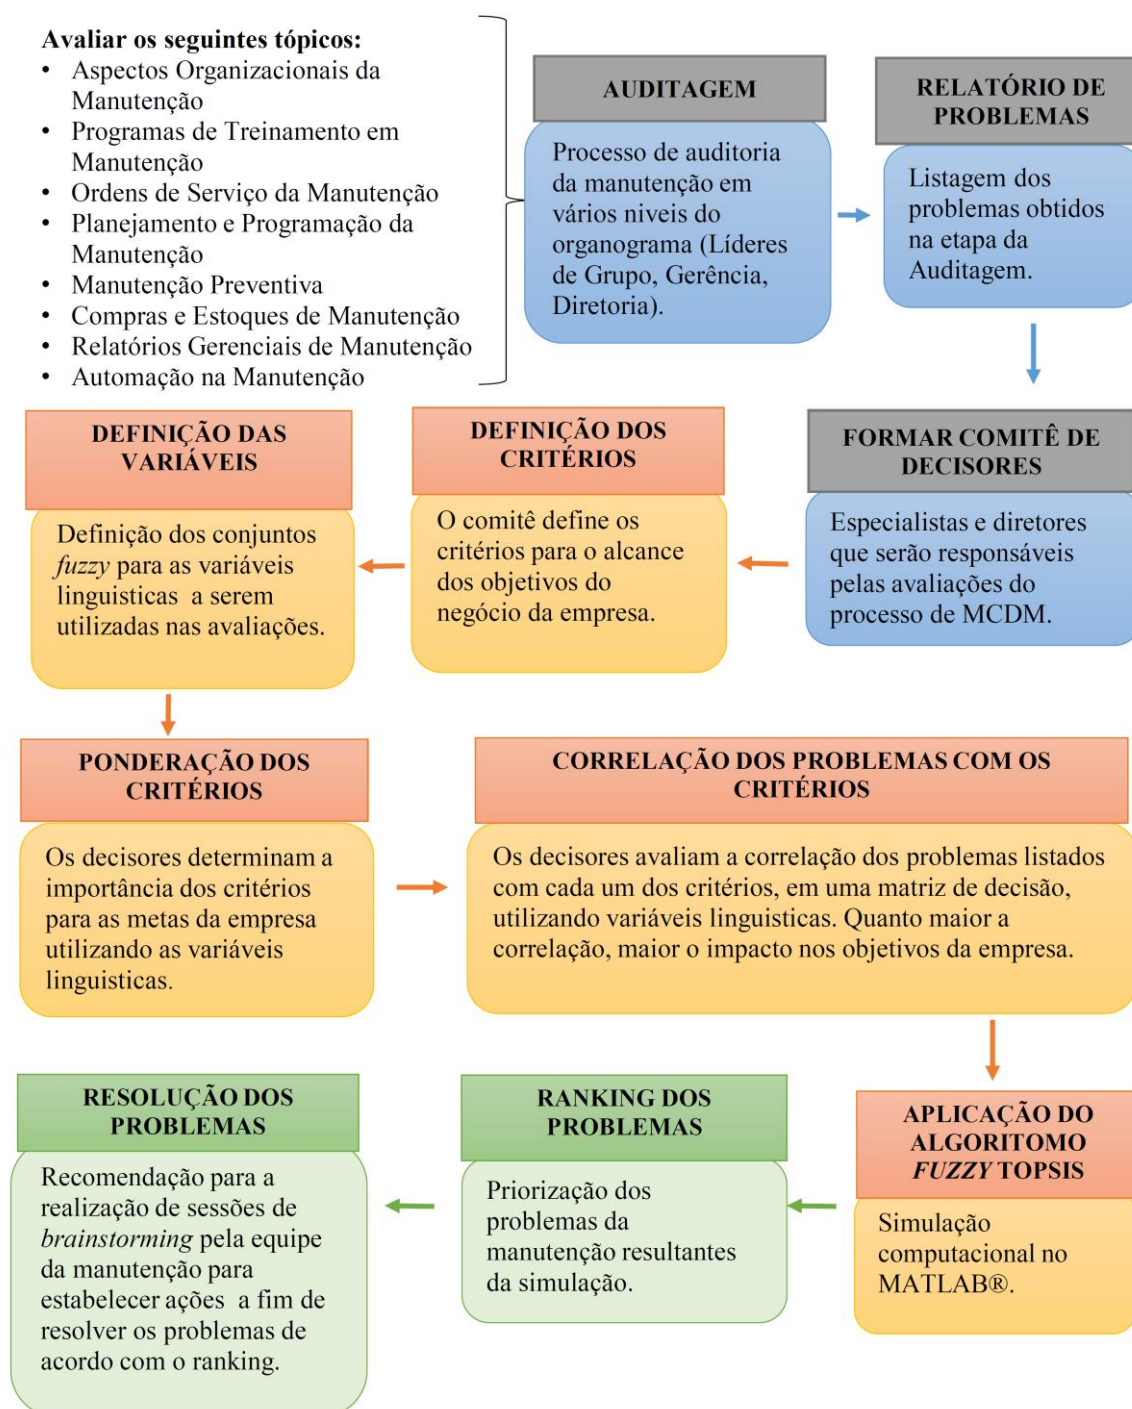 Avaliar os seguintes tópicos:
• Aspectos Organizacionais da
Manutenção
• Programas de Treinamento em
Manutenção
• Ordens de Serviço da Manutenção
• Planejamento e Programação da
Manutenção
• Manutenção Preventiva
• Compras e Estoques de Manutenção
• Relatórios Gerenciais de Manutenção
• Automação na Manutenção
AUDITAGEM
Processo de auditoria
da manutenção em
vários niveis do
organograma (Líderes
de Grupo, Gerência,
Diretoria).
RELATÓRIO DE
PROBLEMAS
Listagem dos
problemas obtidos
na etapa da
Auditagem.
FORMAR COMITÊ DE
DECISORES
Especialistas e diretores
que serão responsáveis
pelas avaliações do
processo de MCDM.
DEFINIÇÃO DOS
CRITÉRIOS
O comitê define os
critérios para o alcance
dos objetivos do
negócio da empresa.
DEFINIÇÃO DAS
VARIÁVEIS
Definição dos conjuntos
fuzzy para as variáveis
linguisticas a serem
utilizadas nas avaliações.
PONDERAÇÃO DOS
CRITÉRIOS
Os decisores determinam a
importância dos critérios
para as metas da empresa
utilizando as variáveis
linguisticas.
CORRELAÇÃO DOS PROBLEMAS COM OS
CRITÉRIOS
Os decisores avaliam a correlação dos problemas listados
com cada um dos critérios, em uma matriz de decisão,
utilizando variáveis linguisticas. Quanto maior a
correlação, maior o impacto nos objetivos da empresa.
APLICAÇÃO DO
ALGORITOMO
FUZZY TOPSIS
Simulação
computacional no
MATLAB®.
RANKING DOS
PROBLEMAS
Priorização dos
problemas da
manutenção resultantes
da simulação.
RESOLUÇÃO DOS
PROBLEMAS
Recomendação para a
realização de sessões de
brainstorming pela equipe
da manutenção para
estabelecer ações a fim de
resolver os problemas de
acordo com o ranking.